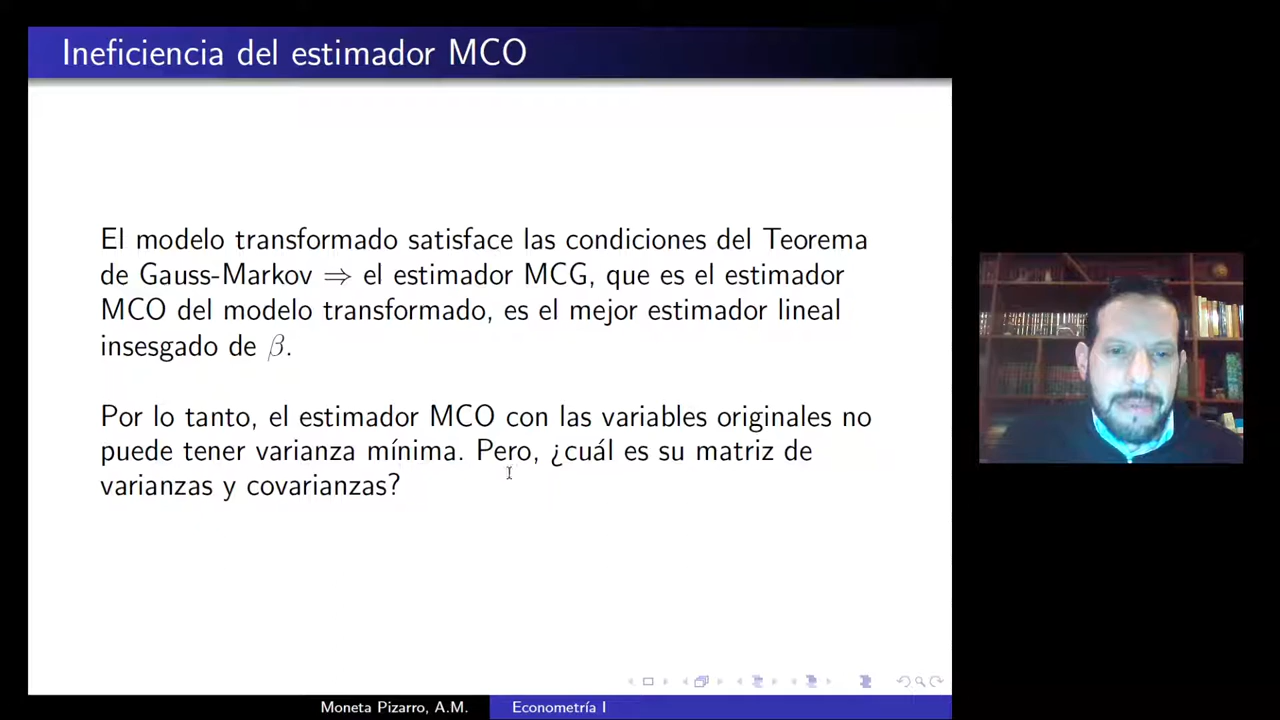 Ineficiencia del estimador MCO
El modelo transformado satisface las condiciones del Teorema
de Gauss-Markov ⇒ el estimador MCG, que es el estimador
MCO del modelo transformado, es el mejor estimador lineal
insesgado de β.
Por lo tanto, el estimador MCO con las variables originales no
puede tener varianza mínima. Pero, ¿cuál es su matriz de
varianzas y covarianzas?
Moneta Pizarro, A.M. Econometría I